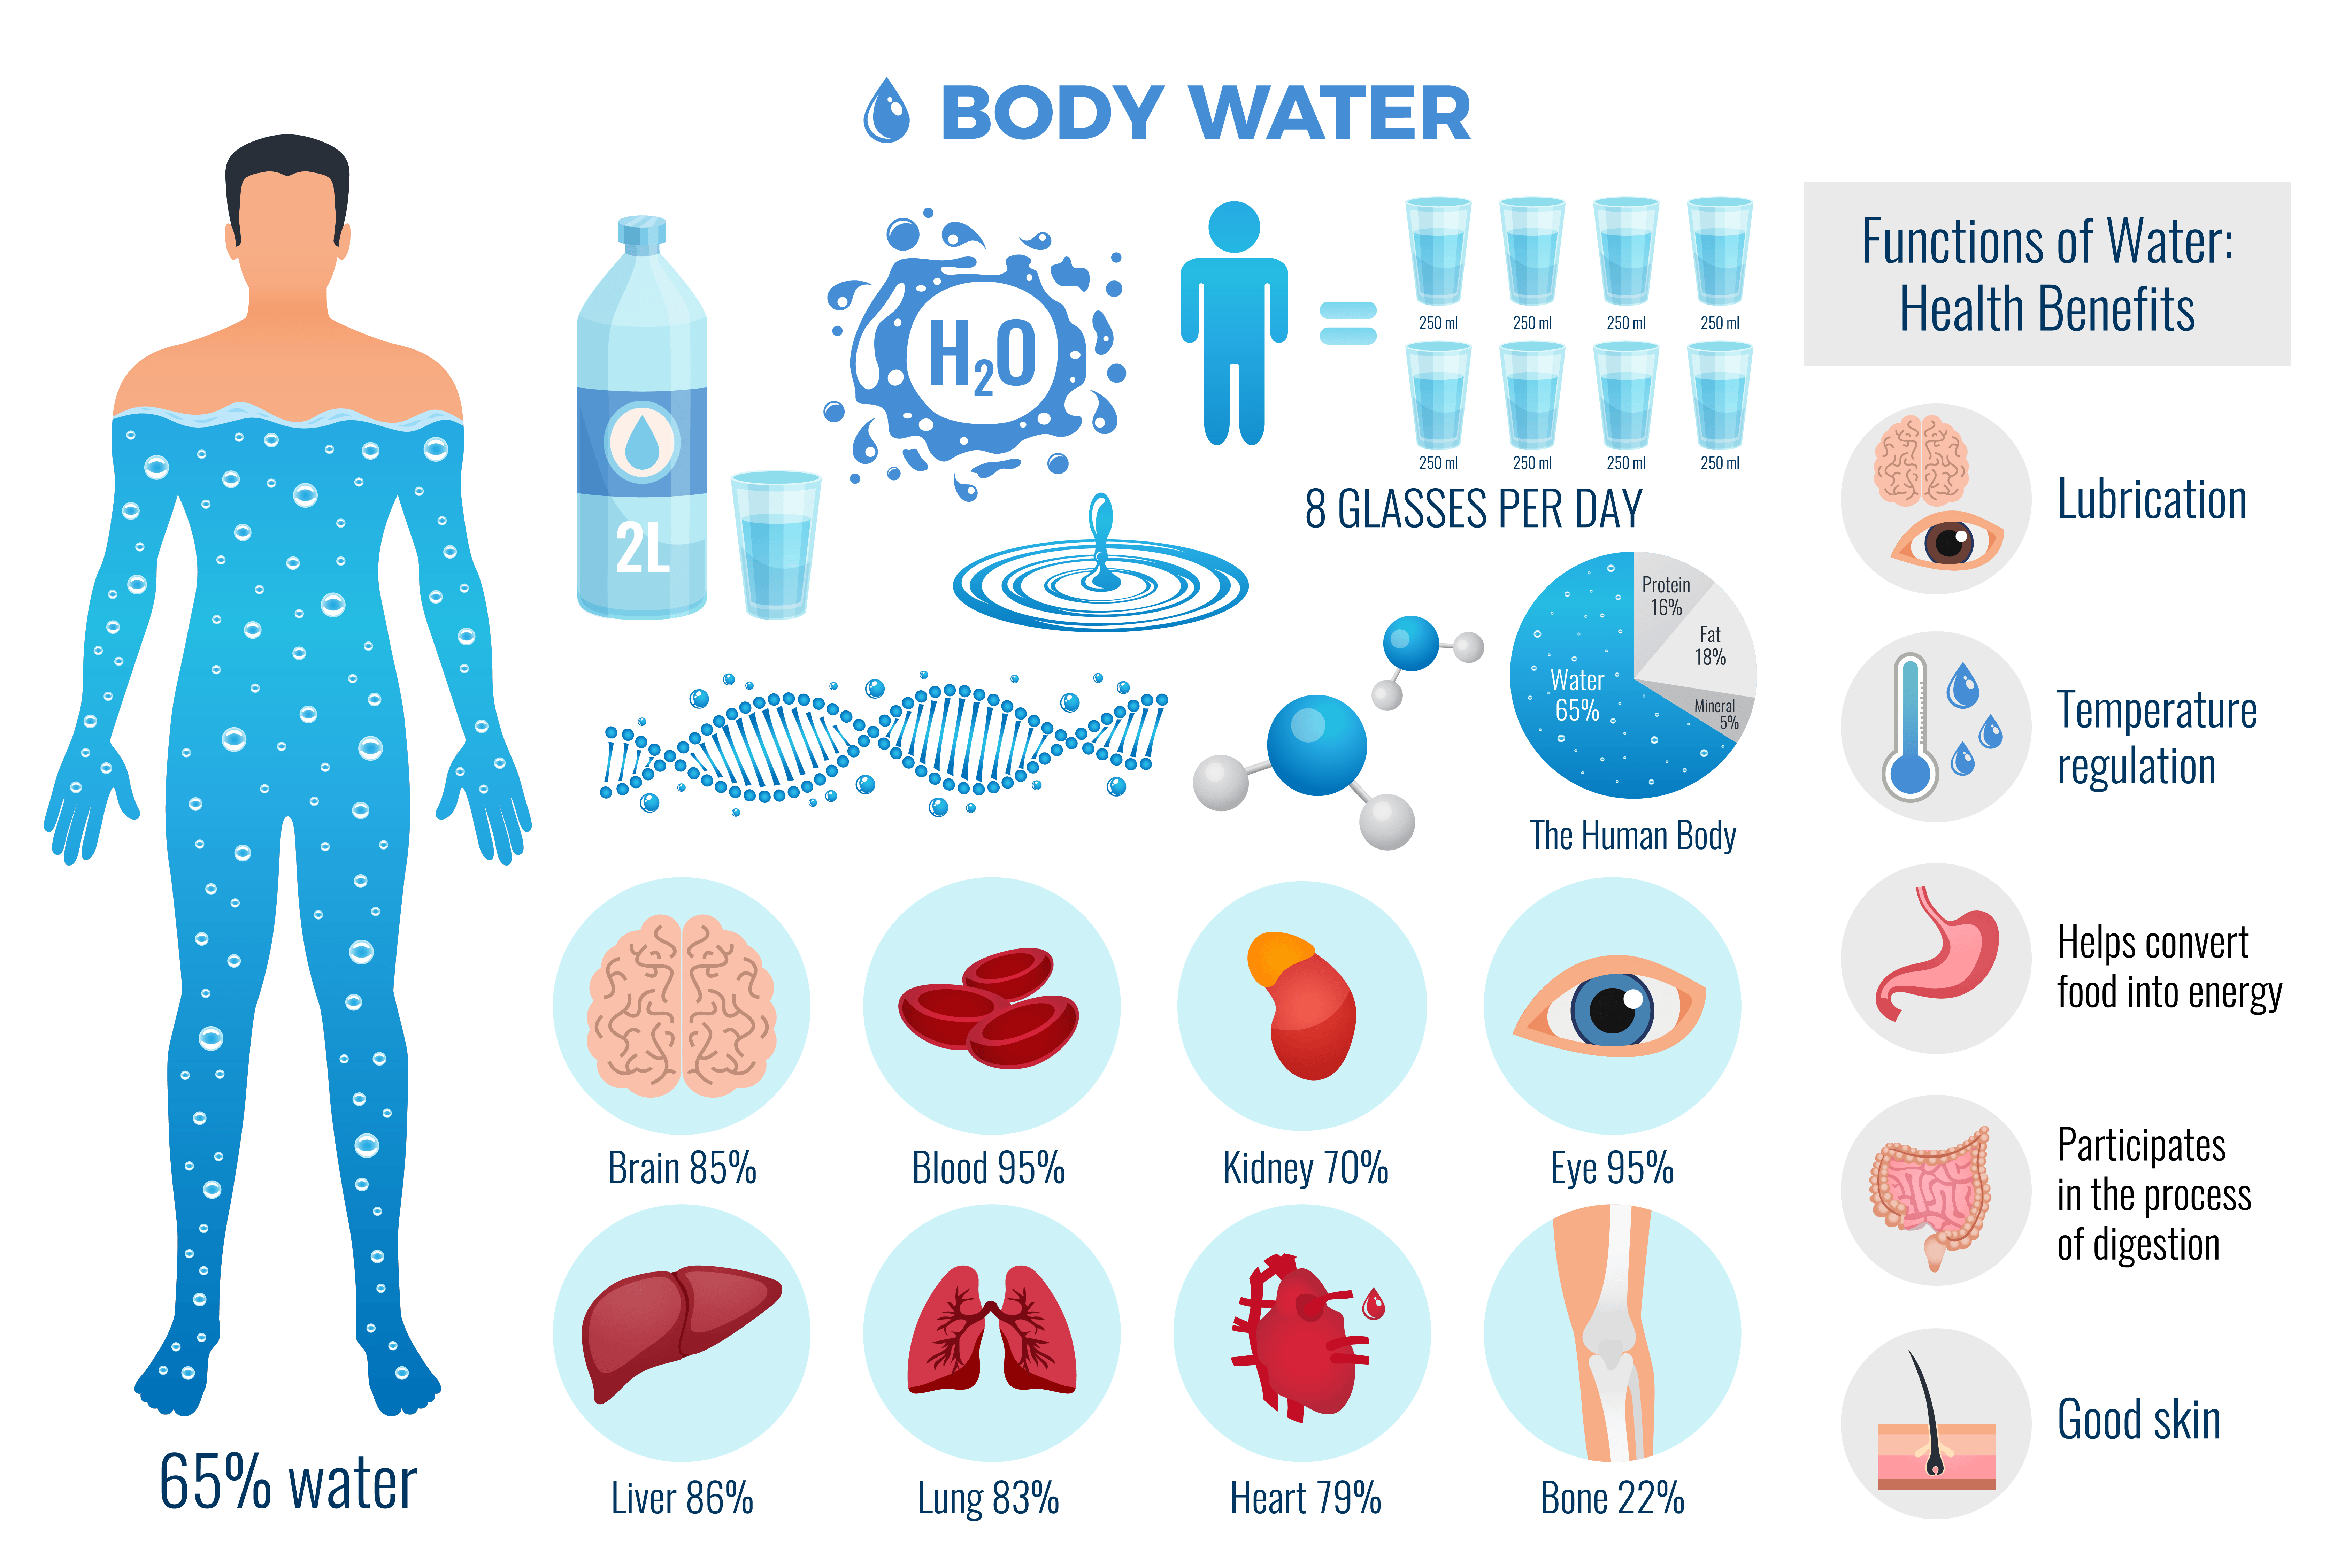 BODY WATER
2L
H2O
250 ml 250 ml 250 ml 250 ml
250 ml 250 ml 250 ml 250 ml
8 GLASSES PER DAY
Protein
16%
Fat
18%
Water
65%
Mineral
5%
The Human Body
Brain 85%
Blood 95%
Kidney 70%
Eye 95%
Liver 86%
Lung 83%
Heart 79%
Bone 22%
65% water
Functions of Water:
Health Benefits
Lubrication
Temperature
regulation
Helps convert
food into energy
Participates
in the process
of digestion
Good skin